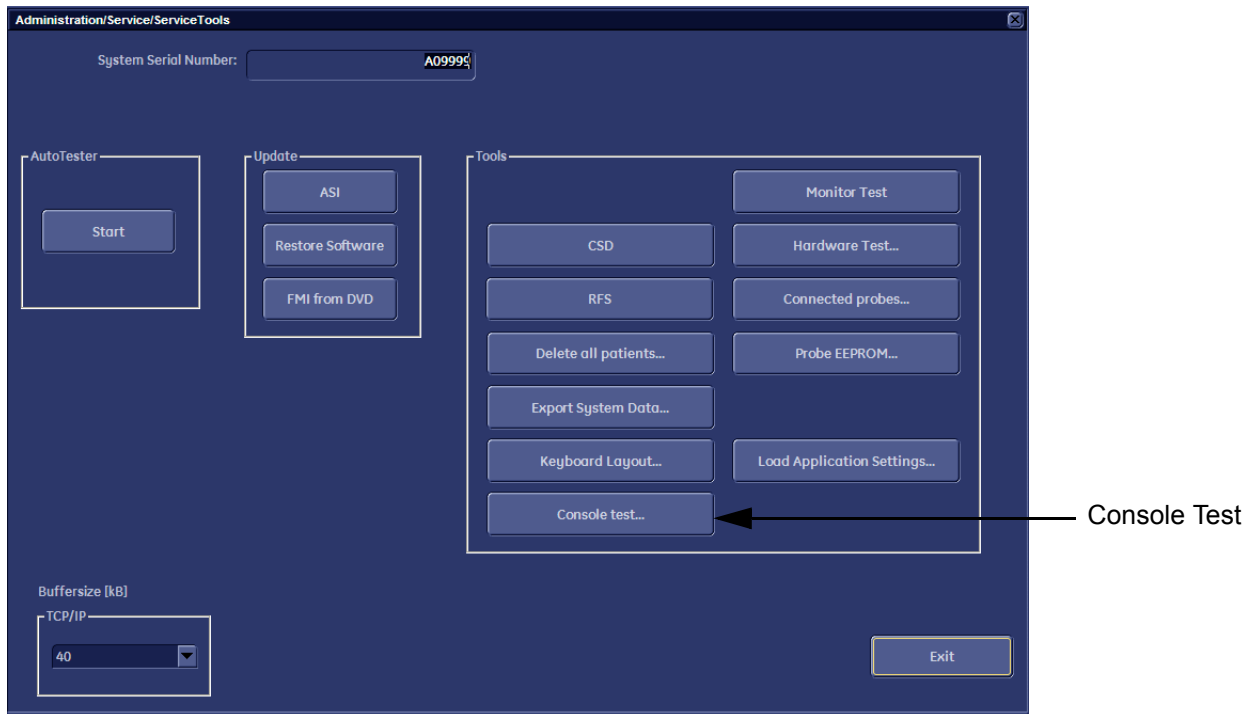 Administration/Service/ServiceTools
System Serial Number: A09999
AutoTester
Start
Update
ASI
Restore Software
FMI from DVD
Tools
Monitor Test
CSD
Hardware Test...
RFS
Connected probes...
Delete all patients...
Probe EEPROM...
Export System Data...
Keyboard Layout...
Load Application Settings...
Console test...
Console Test
Buffersize [kB]
TCP/IP
40
Exit